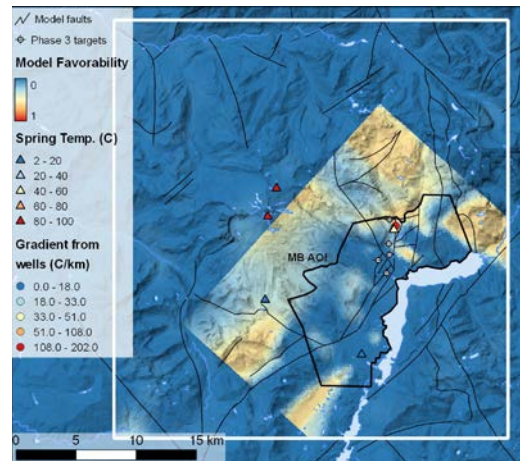 Model faults
Phase 3 targets
Model Favorability
0
1
Spring Temp. (C)
2 - 20
20 - 40
40 - 60
60 - 80
80 - 100
Gradient from
wells (C/km)
0.0 - 18.0
18.0 - 33.0
33.0 - 51.0
51.0 - 108.0
108.0 - 202.0
MB AOI
0 5 10 15 km